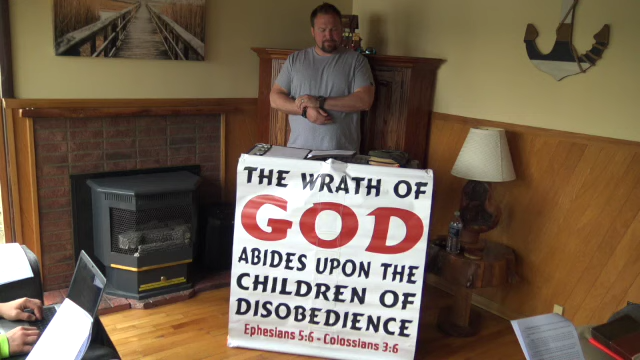 THE WRATH OF
GOD
ABIDES UPON THE
CHILDREN OF
DISOBEDIENCE
Ephesians 5:6 - Colossians 3:6